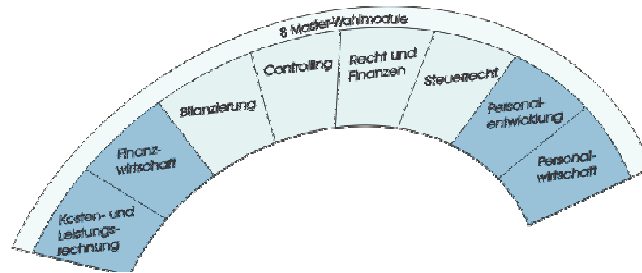 8 Master-Wahlmodule
Kosten- und
Leistungs-
rechnung
Finanz-
wirtschaft
Bilanzierung
Controlling
Recht und
Finanzen
Steuerrecht
Personal-
entwicklung
Personal-
wirtschaft